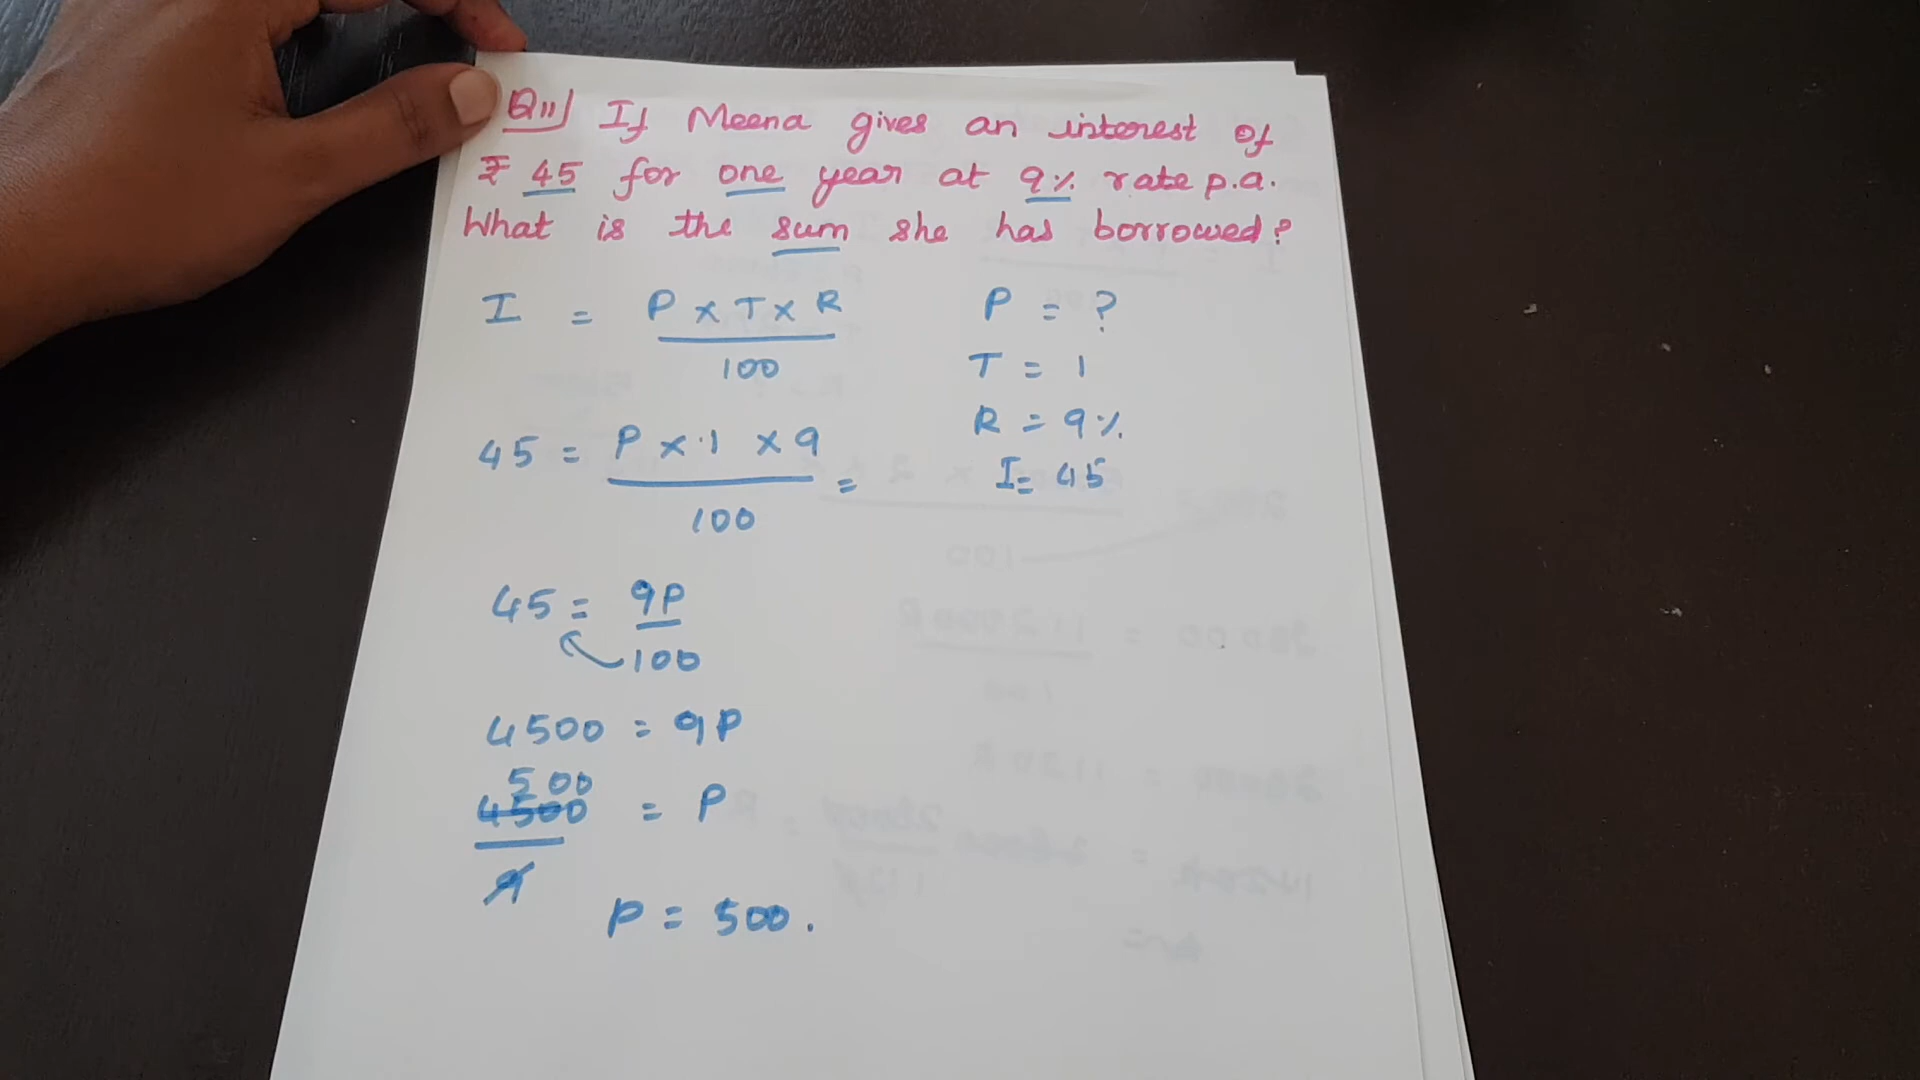 Q11) If Meena gives an interest of
₹ 45 for one year at 9% rate p.a.
What is the sum she has borrowed?
I = P x T x R
100
P = ?
T = 1
R = 9%
I = 45
45 = P x 1 x 9 =
100
45 = 9P
100
4500 = 9P
500
4500 = P
9
P = 500.